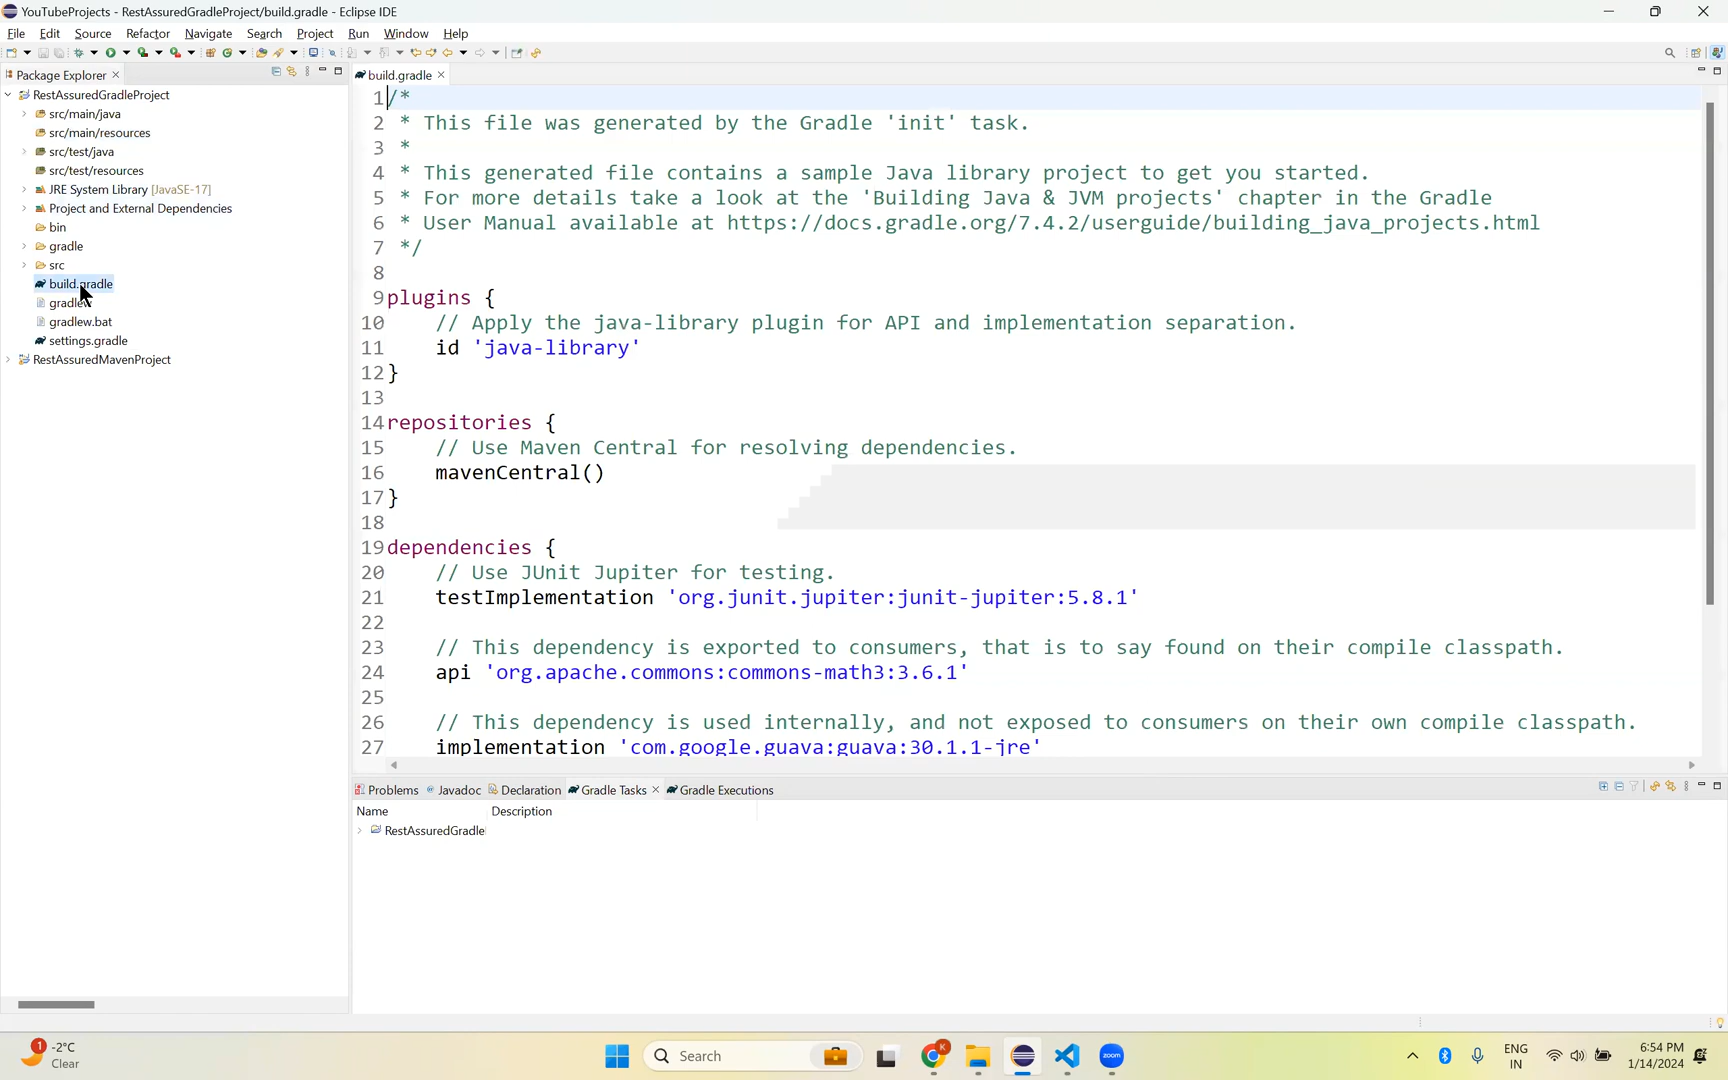 YouTubeProjects - RestAssuredGradleProject/build.gradle - Eclipse IDE
File Edit Source Refactor Navigate Search Project Run Window Help
Package Explorer
build.gradle
RestAssuredGradleProject
src/main/java
src/main/resources
src/test/java
src/test/resources
JRE System Library [JavaSE-17]
Project and External Dependencies
bin
gradle
src
build.gradle
gradlew
gradlew.bat
settings.gradle
RestAssuredMavenProject
1 /*
2 * This file was generated by the Gradle 'init' task.
3 *
4 * This generated file contains a sample Java library project to get you started.
5 * For more details take a look at the 'Building Java & JVM projects' chapter in the Gradle
6 * User Manual available at https://docs.gradle.org/7.4.2/userguide/building_java_projects.html
7 */
8
9 plugins {
10 // Apply the java-library plugin for API and implementation separation.
11 id 'java-library'
12 }
13
14 repositories {
15 // Use Maven Central for resolving dependencies.
16 mavenCentral()
17 }
18
19 dependencies {
20 // Use JUnit Jupiter for testing.
21 testImplementation 'org.junit.jupiter:junit-jupiter:5.8.1'
22
23 // This dependency is exported to consumers, that is to say found on their compile classpath.
24 api 'org.apache.commons:commons-math3:3.6.1'
25
26 // This dependency is used internally, and not exposed to consumers on their own compile classpath.
27 implementation 'com.google.guava:guava:30.1.1-jre'
Problems Javadoc Declaration Gradle Tasks Gradle Executions
Name Description
RestAssuredGradle
1
-2°C
Clear
Search
K
zoom
ENG
IN
6:54 PM
1/14/2024